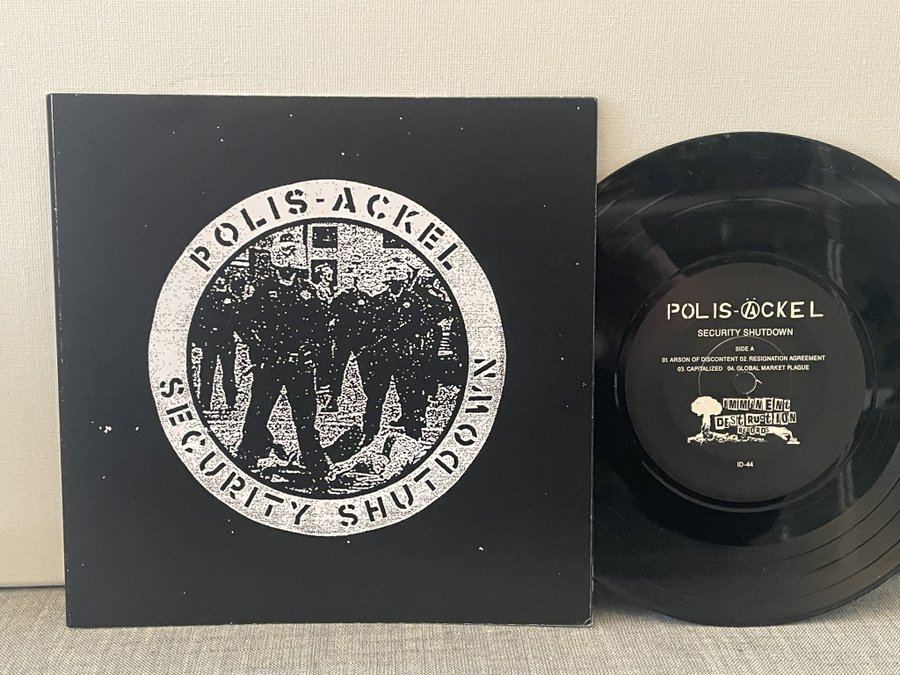 POLIS-ACKEL
SECURITY SHUTDOWN
POLIS-ÄCKEL
SECURITY SHUTDOWN
SIDE A
01. ARSON OF DISCONTENT 02. RESIGNATION AGREEMENT
03. CAPITALIZED 04. GLOBAL MARKET PLAGUE
IMMINENT
DESTRUCTION
RECORDS
ID-44